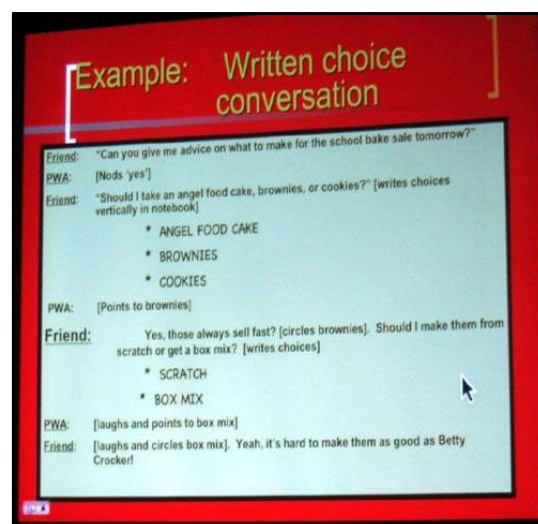 Example: Written choice
conversation
Friend: "Can you give me advice on what to make for the school bake sale tomorrow?"
PWA: [Nods 'yes']
Friend: "Should I take an angel food cake, brownies, or cookies?" [writes choices
vertically in notebook]
* ANGEL FOOD CAKE
* BROWNIES
* COOKIES
PWA: [Points to brownies]
Friend: Yes, those always sell fast? [circles brownies]. Should I make them from
scratch or get a box mix? [writes choices]
* SCRATCH
* BOX MIX
PWA: [laughs and points to box mix]
Friend: [laughs and circles box mix]. Yeah, it's hard to make them as good as Betty
Crocker!